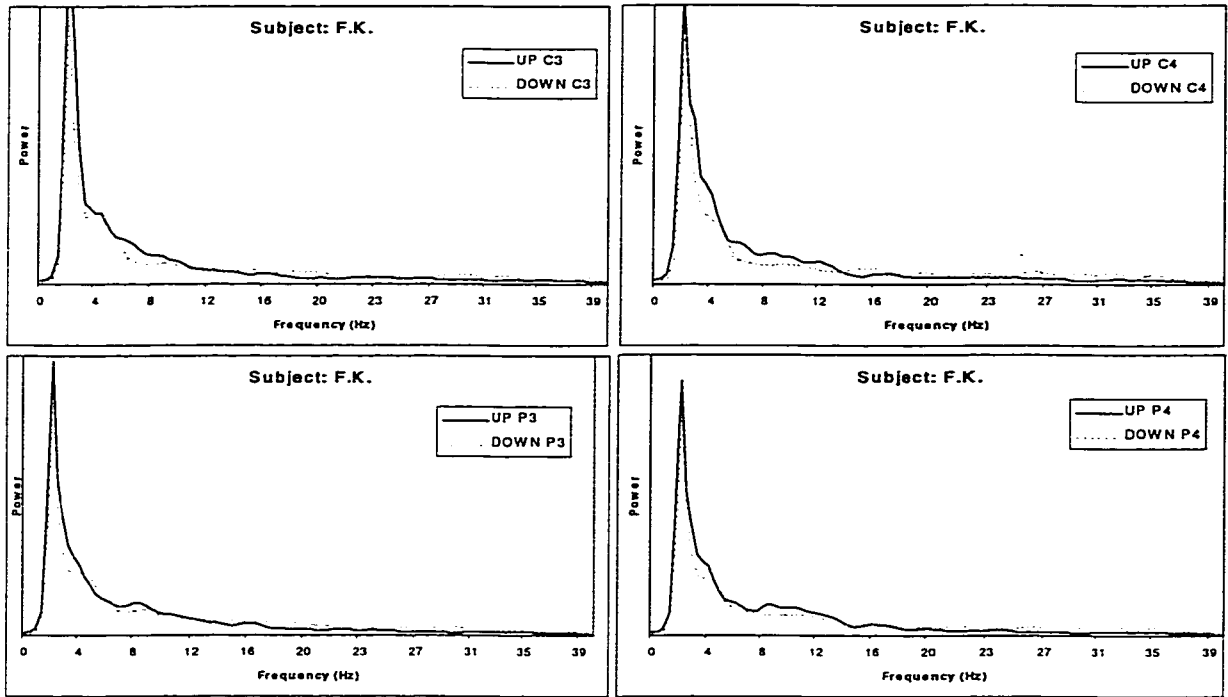 Subject: F.K.
UP C3
DOWN C3
Power
0 4 8 12 16 20 23 27 31 35 39
Frequency (Hz)
Subject: F.K.
UP C4
DOWN C4
Power
0 4 8 12 16 20 23 27 31 35 39
Frequency (Hz)
Subject: F.K.
UP P3
DOWN P3
Power
0 4 8 12 16 20 23 27 31 35 39
Frequency (Hz)
Subject: F.K.
UP P4
DOWN P4
Power
0 4 8 12 16 20 23 27 31 35 39
Frequency (Hz)